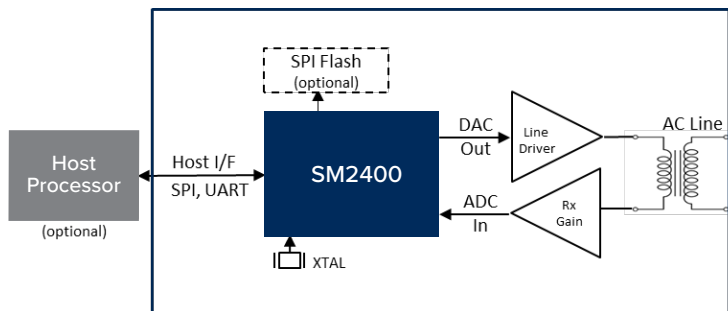 SPI Flash
(optional)
Host
Processor
(optional)
Host I/F
SPI, UART
SM2400
DAC
Out
Line
Driver
AC Line
ADC
In
Rx
Gain
XTAL